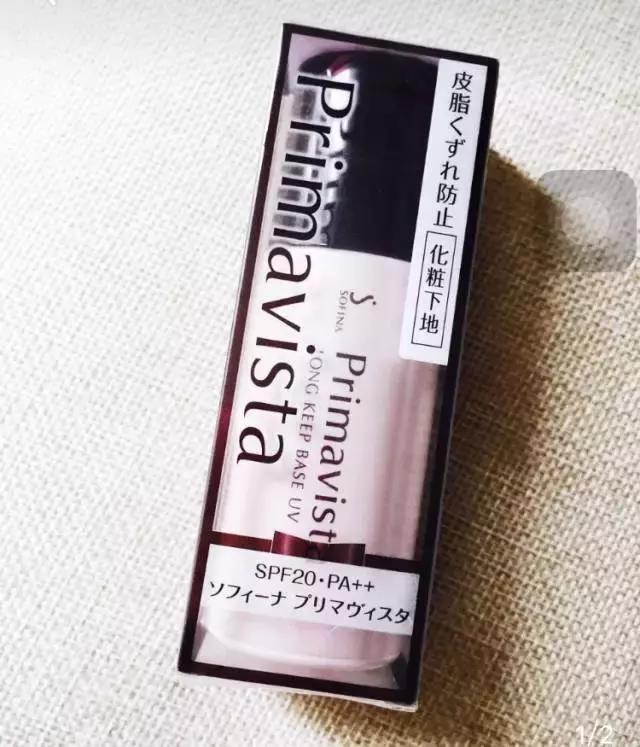 Primavista
皮脂くずれ防止
化粧下地
SOFINA
Primavista
LONG KEEP BASE UV
SPF20・PA++
ソフィーナ プリマヴィスタ
1/2